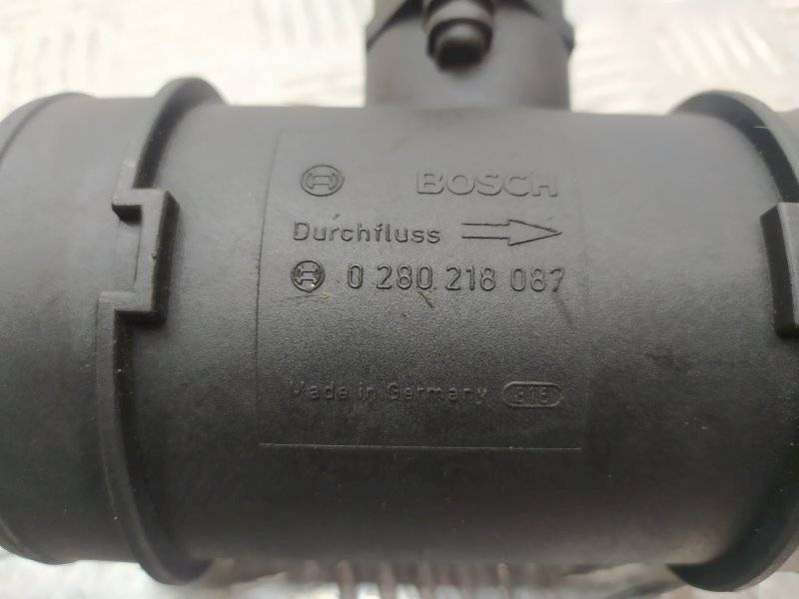 BOSCH
Durchfluss
0 280 218 087
Made in Germany